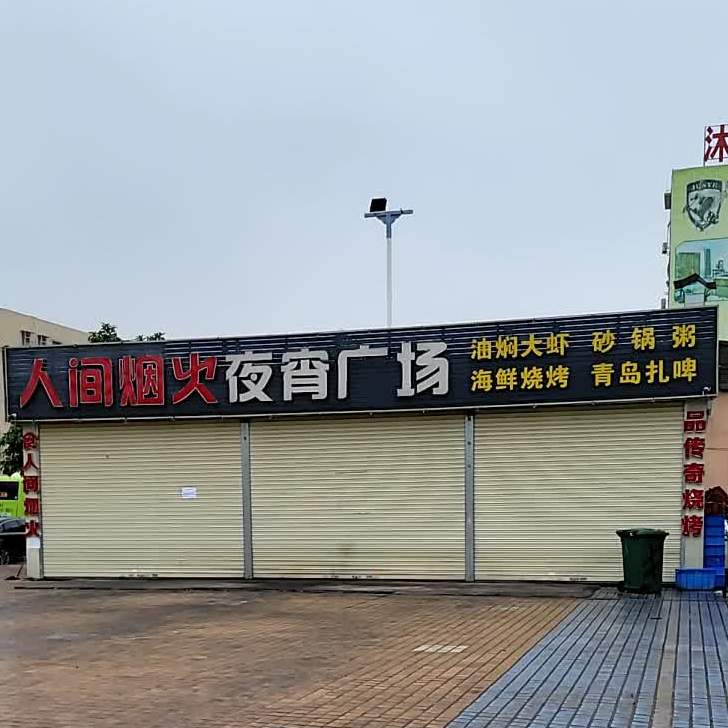 人间烟火夜宵广场
油焖大虾 砂锅粥
海鲜烧烤 青岛扎啤
人间烟火
品传奇烧烤
沐